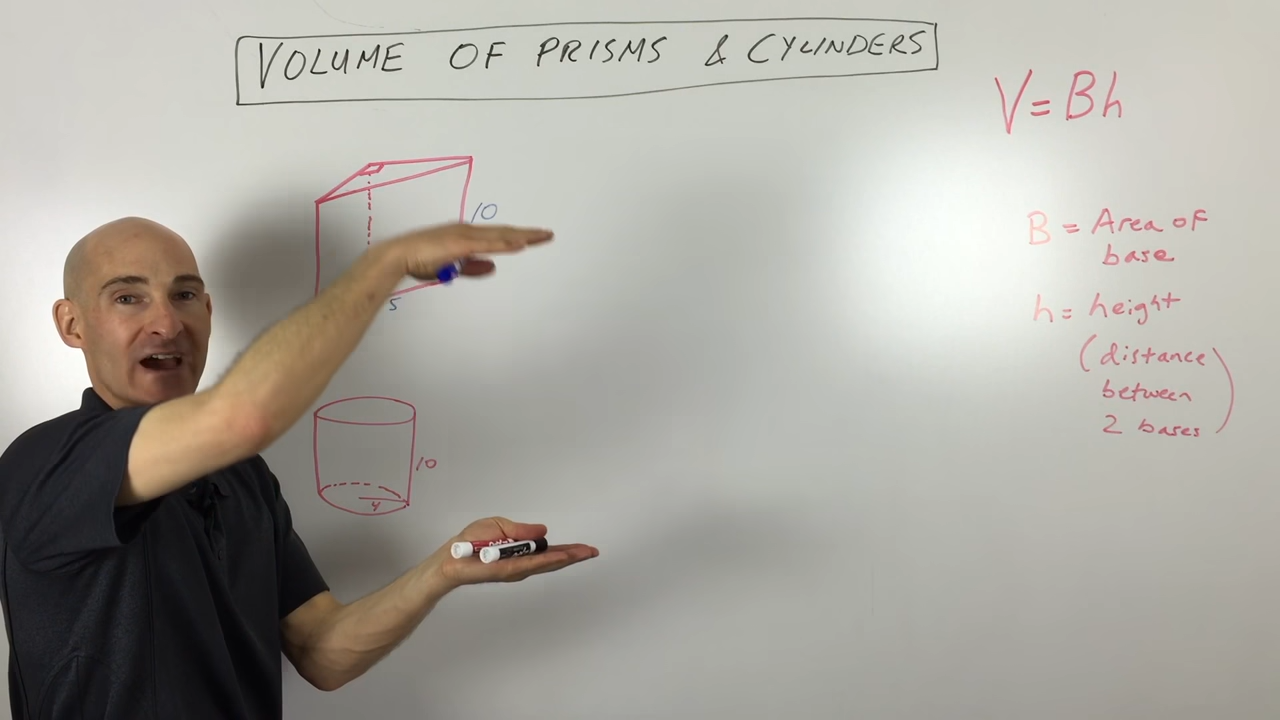 VOLUME OF PRISMS & CYLINDERS
V = Bh
10
5
B = Area of
base
h = height
(distance
between
2 bases)
10
4